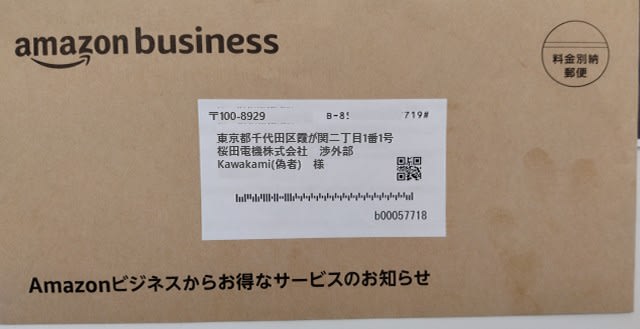 amazon business
料金別納
郵便
〒100-8929 B-85 719#
東京都千代田区霞が関二丁目1番1号
桜田電機株式会社 渉外部
Kawakami(偽者) 様
b00057718
Amazonビジネスからお得なサービスのお知らせ